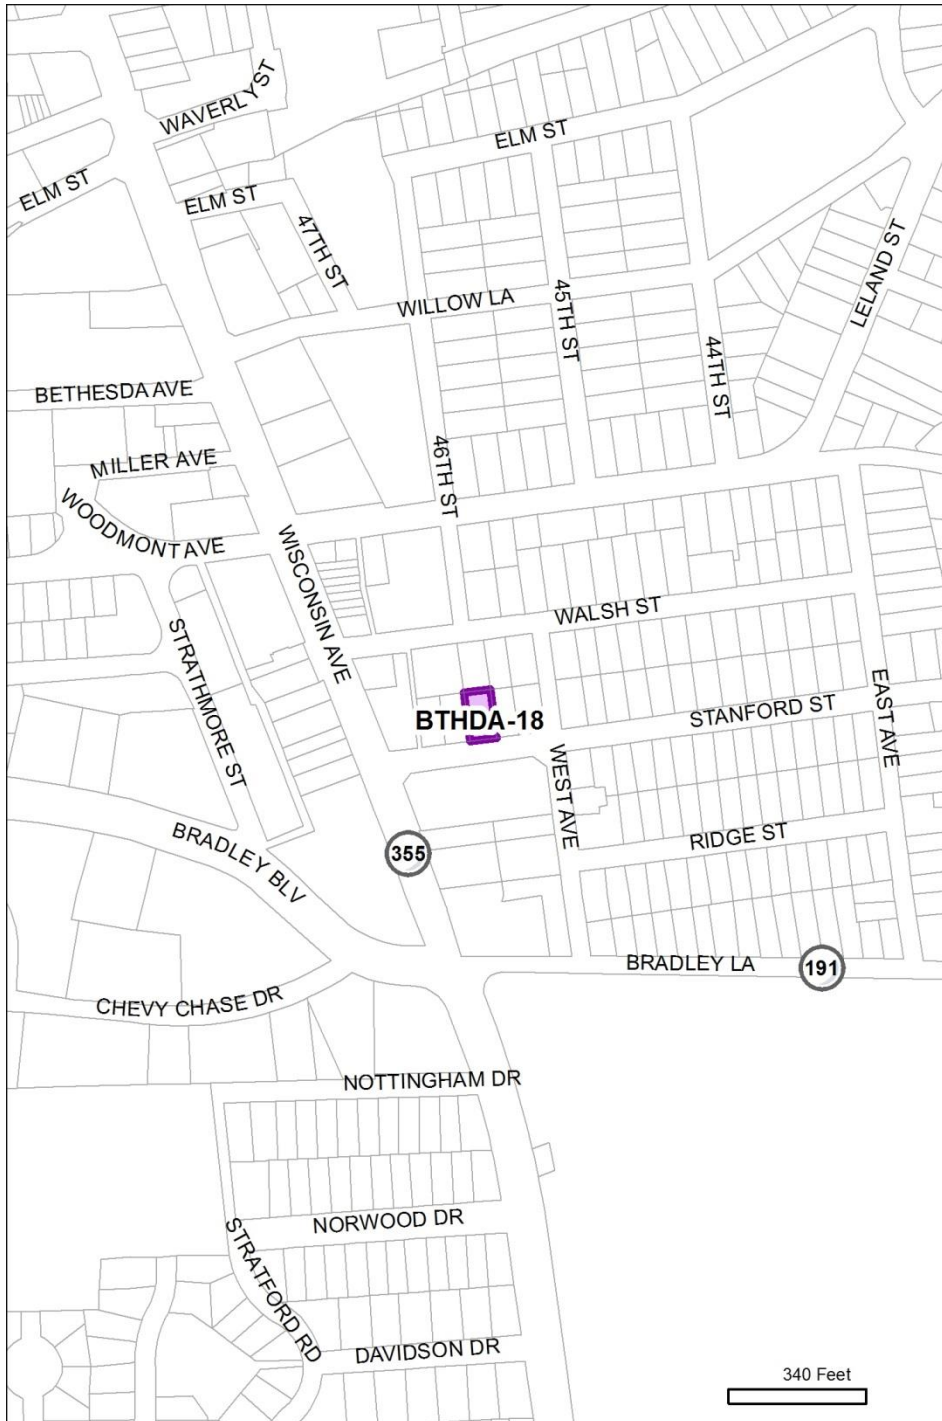 WAVERLY ST
ELM ST
ELM ST
ELM ST
47TH ST
WILLOW LA
45TH ST
LELAND ST
44TH ST
BETHESDA AVE
MILLER AVE
46TH ST
WOODMONT AVE
WISCONSIN AVE
WALSH ST
STRATHMORE ST
EAST AVE
BTHDA-18
STANFORD ST
WEST AVE
BRADLEY BLV
355
RIDGE ST
BRADLEY LA
191
CHEVY CHASE DR
NOTTINGHAM DR
NORWOOD DR
STRATFORD RD
DAVIDSON DR
340 Feet